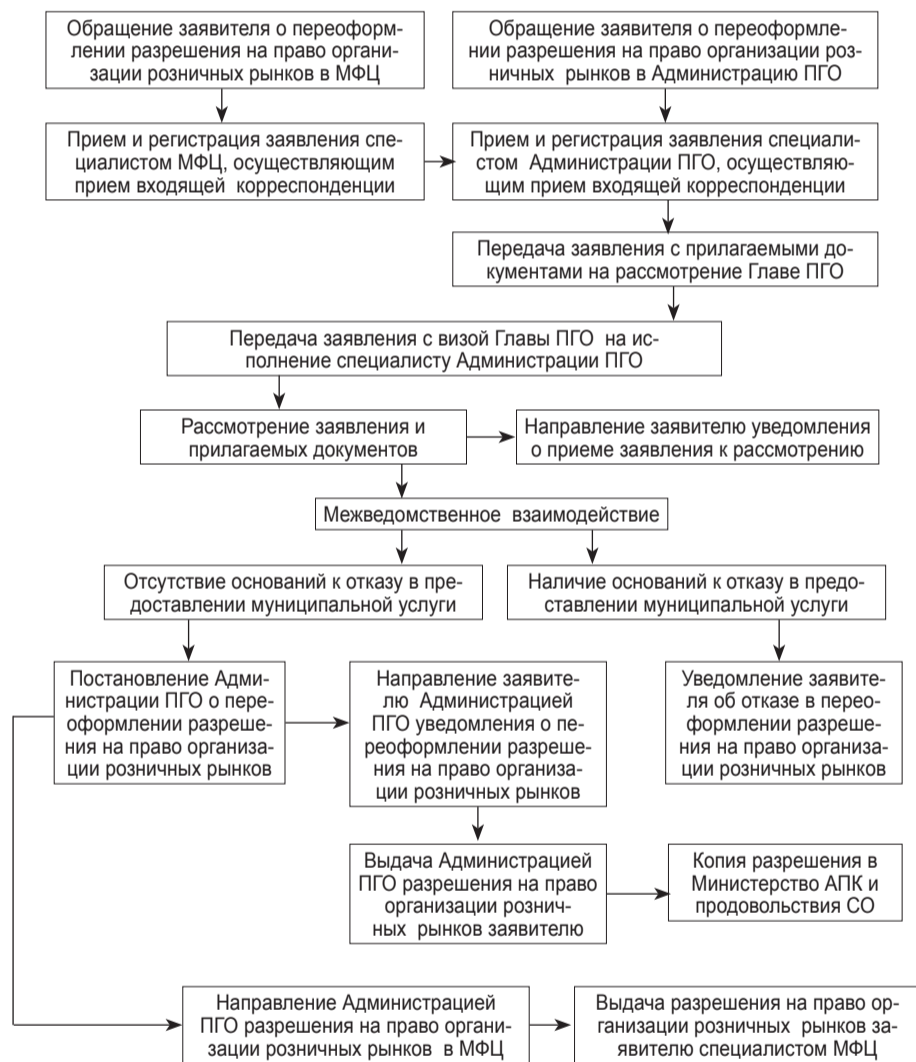 Обращение заявителя о переоформ-
лении разрешения на право органи-
зации розничных рынков в МФЦ
Обращение заявителя о переоформле-
нии разрешения на право организации роз-
ничных рынков в Администрацию ПГО
Прием и регистрация заявления спе-
циалистом МФЦ, осуществляющим
прием входящей корреспонденции
Прием и регистрация заявления специали-
стом Администрации ПГО, осуществляю-
щим прием входящей корреспонденции
Передача заявления с прилагаемыми до-
кументами на рассмотрение Главе ПГО
Передача заявления с визой Главы ПГО на ис-
полнение специалисту Администрации ПГО
Рассмотрение заявления и
прилагаемых документов
Направление заявителю уведомления
о приеме заявления к рассмотрению
Межведомственное взаимодействие
Отсутствие оснований к отказу в пре-
доставлении муниципальной услуги
Наличие оснований к отказу в предо-
ставлении муниципальной услуги
Постановление Адми-
нистрации ПГО о пере-
оформлении разреше-
ния на право организа-
ции розничных рынков
Направление заявите-
лю Администрацией
ПГО уведомления о пе-
реоформлении разреше-
ния на право организа-
ции розничных рынков
Уведомление заявите-
ля об отказе в перео-
формлении разреше-
ния на право организа-
ции розничных рынков
Выдача Администрацией
ПГО разрешения на право
организации рознич-
ных рынков заявителю
Копия разрешения в
Министерство АПК и
продовольствия СО
Направление Администрацией
ПГО разрешения на право органи-
зации розничных рынков в МФЦ
Выдача разрешения на право ор-
ганизации розничных рынков за-
явителю специалистом МФЦ